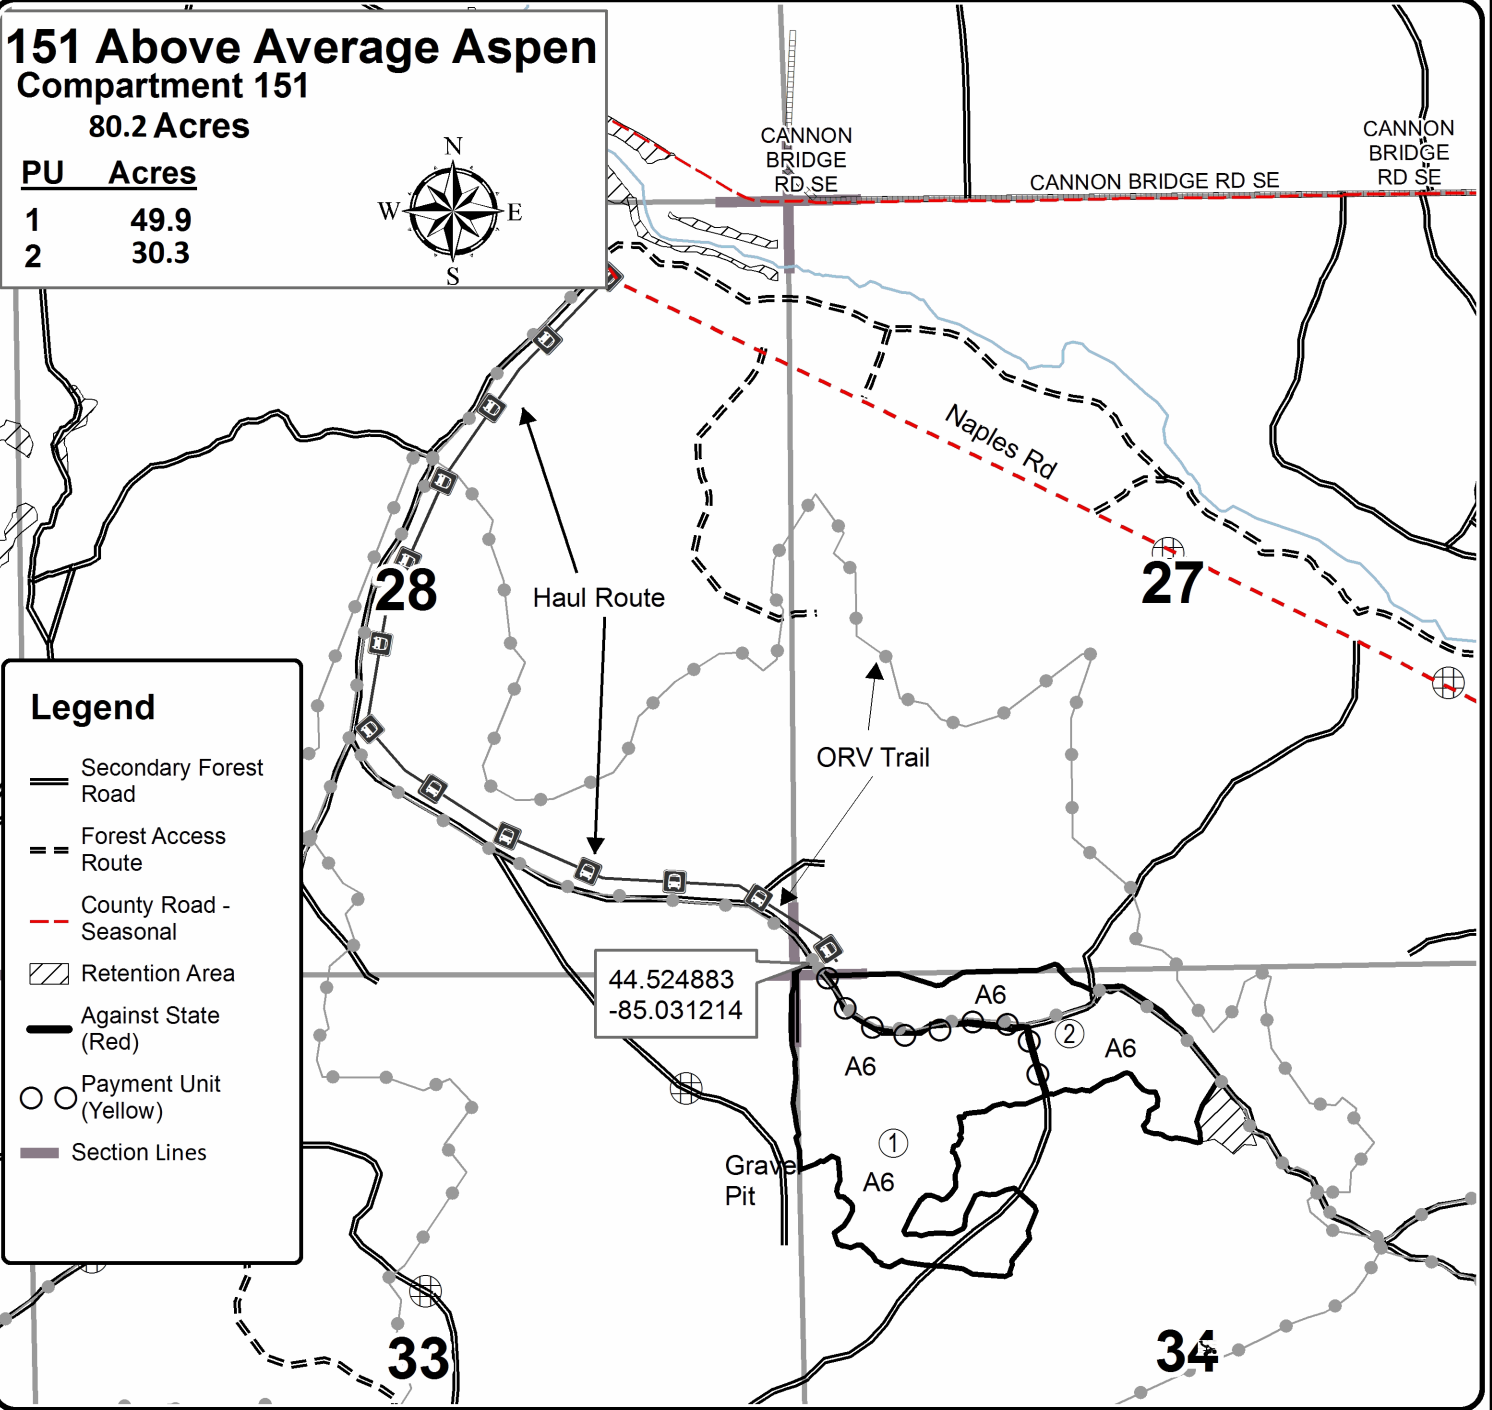 151 Above Average Aspen
Compartment 151
80.2 Acres
PU Acres
1 49.9
2 30.3
N
W E
S
CANNON
BRIDGE
RD SE
CANNON BRIDGE RD SE
CANNON
BRIDGE
RD SE
Naples Rd
28
27
Haul Route
ORV Trail
Legend
Secondary Forest
Road
Forest Access
Route
County Road -
Seasonal
Retention Area
Against State
(Red)
Payment Unit
(Yellow)
Section Lines
44.524883
-85.031214
A6
2
A6
A6
1
A6
Gravel
Pit
33
34